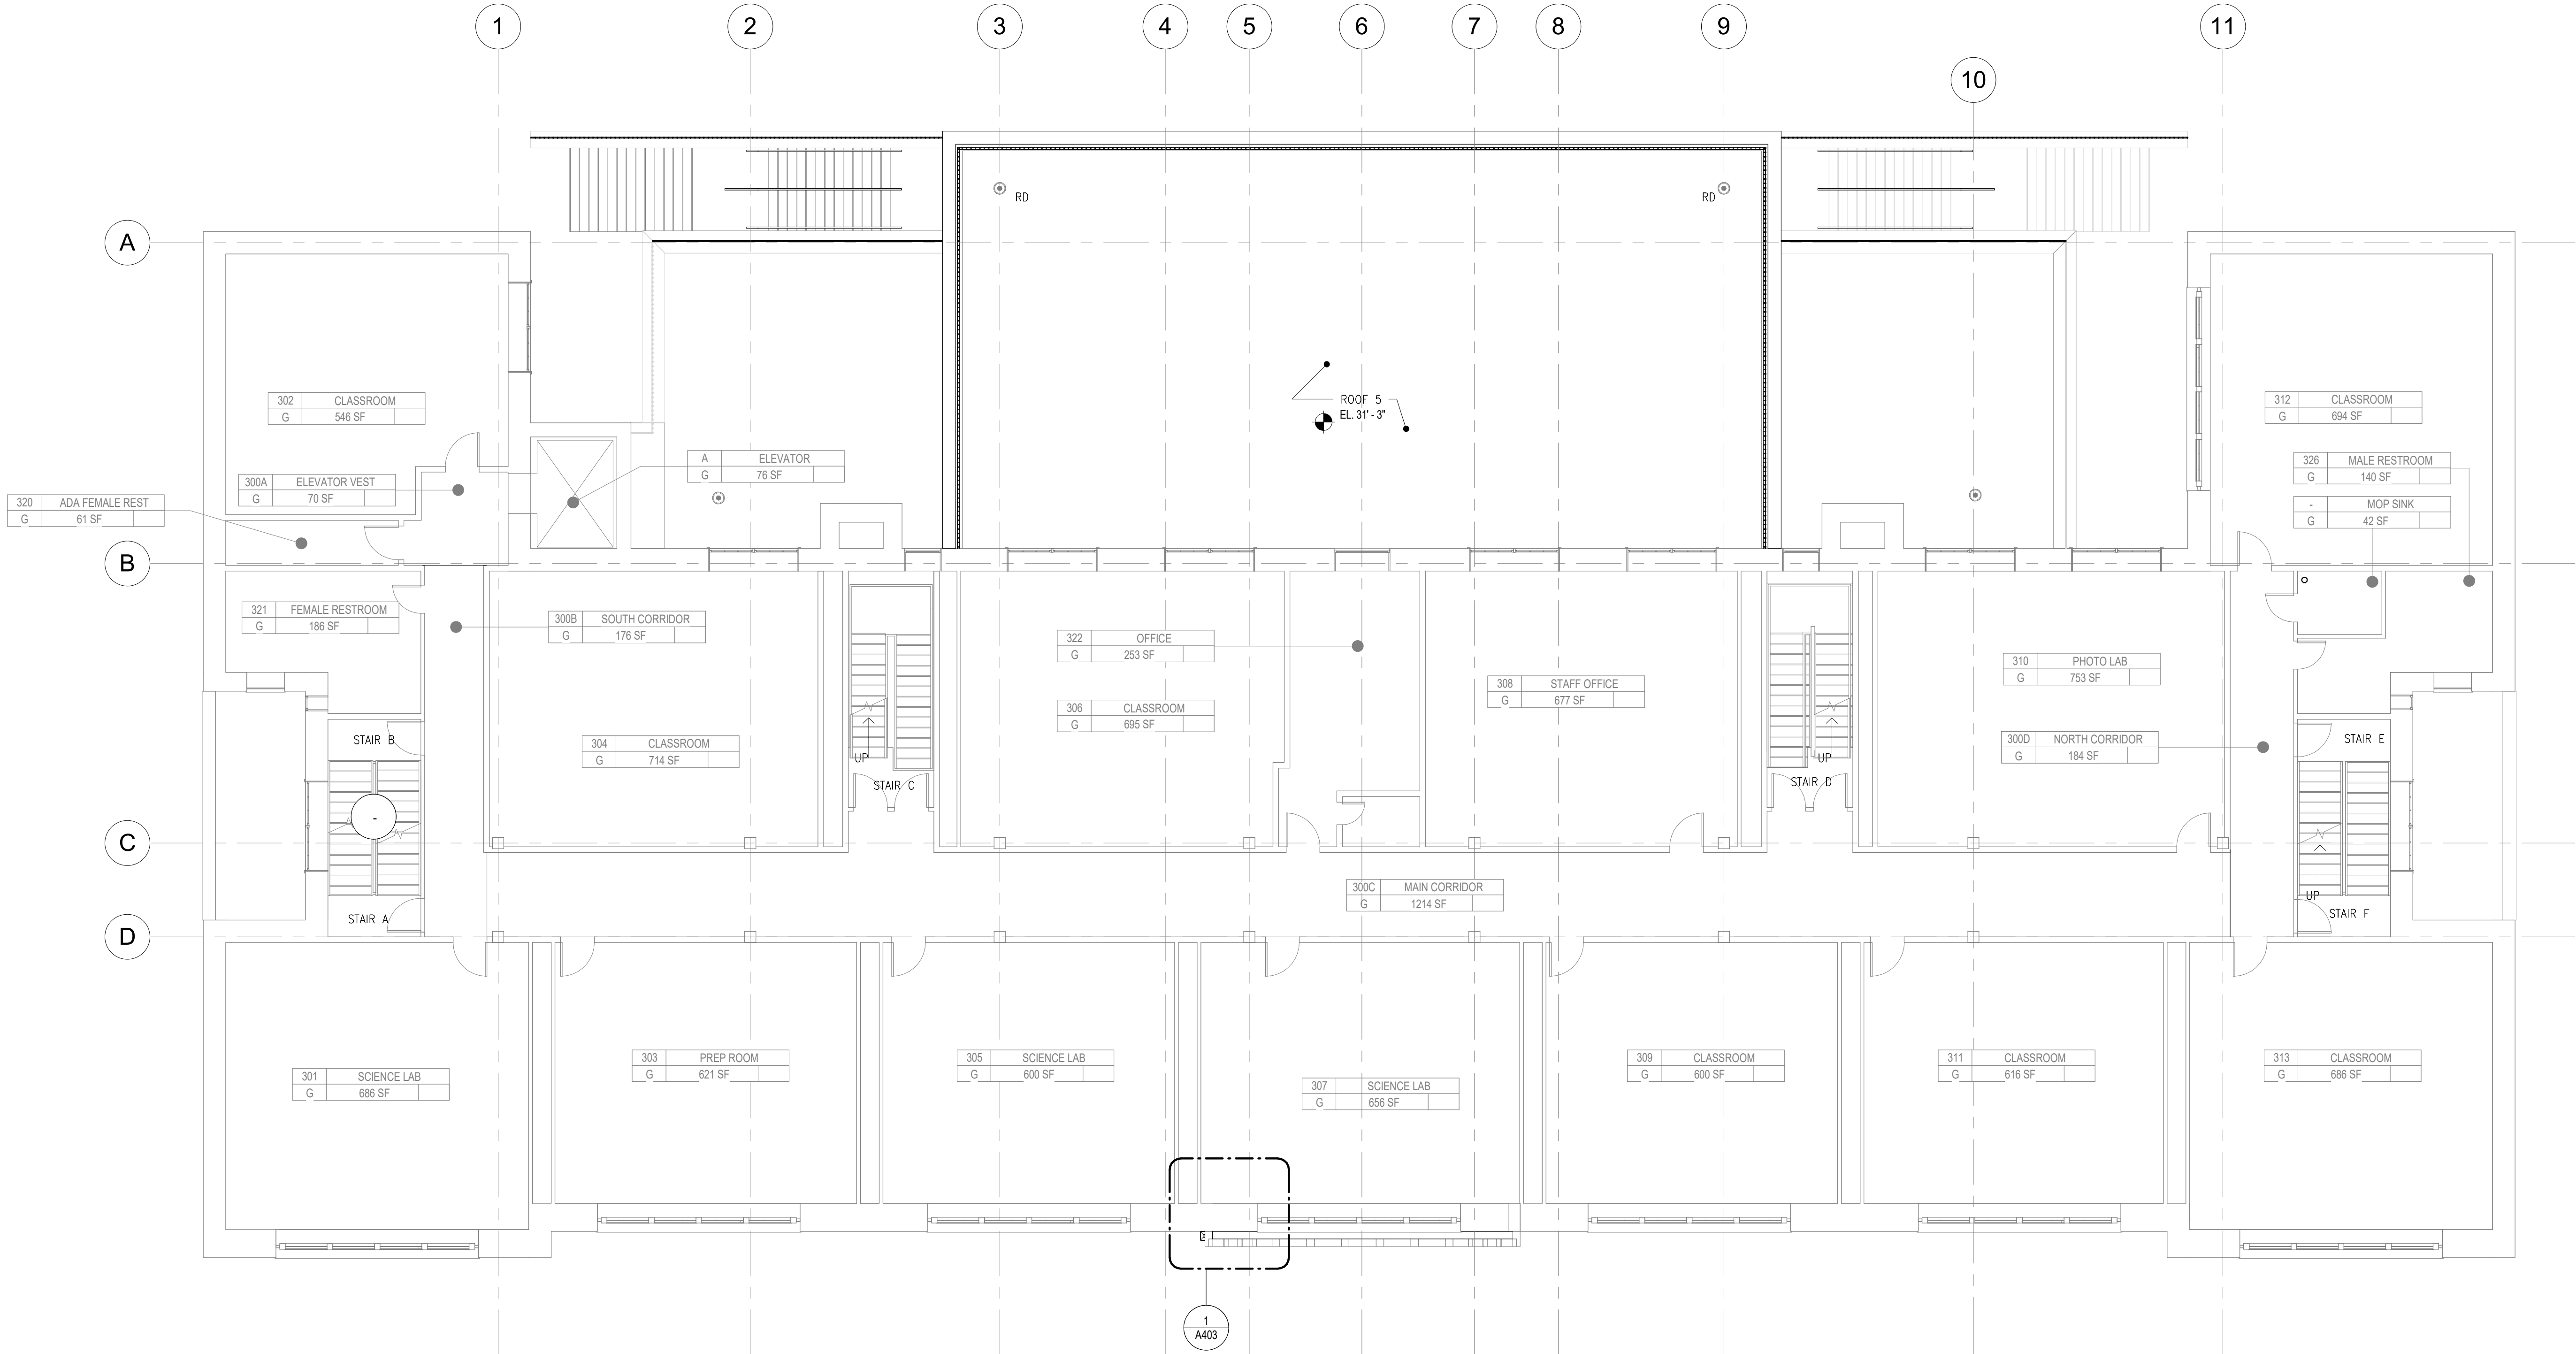 1
2
3
4
5
6
7
8
9
10
11
A
B
C
D
RD
RD
ROOF 5
EL. 31' - 3"
302 CLASSROOM
G 546 SF
312 CLASSROOM
G 694 SF
A ELEVATOR
G 76 SF
326 MALE RESTROOM
G 140 SF
300A ELEVATOR VEST
G 70 SF
320 ADA FEMALE REST
G 61 SF
- MOP SINK
G 42 SF
321 FEMALE RESTROOM
G 186 SF
300B SOUTH CORRIDOR
G 176 SF
322 OFFICE
G 253 SF
310 PHOTO LAB
G 753 SF
308 STAFF OFFICE
G 677 SF
306 CLASSROOM
G 695 SF
304 CLASSROOM
G 714 SF
300D NORTH CORRIDOR
G 184 SF
STAIR B
STAIR E
UP
UP
STAIR C
STAIR D
-
300C MAIN CORRIDOR
G 1214 SF
UP
STAIR A
STAIR F
303 PREP ROOM
G 621 SF
305 SCIENCE LAB
G 600 SF
309 CLASSROOM
G 600 SF
311 CLASSROOM
G 616 SF
313 CLASSROOM
G 686 SF
301 SCIENCE LAB
G 686 SF
307 SCIENCE LAB
G 656 SF
1
A403